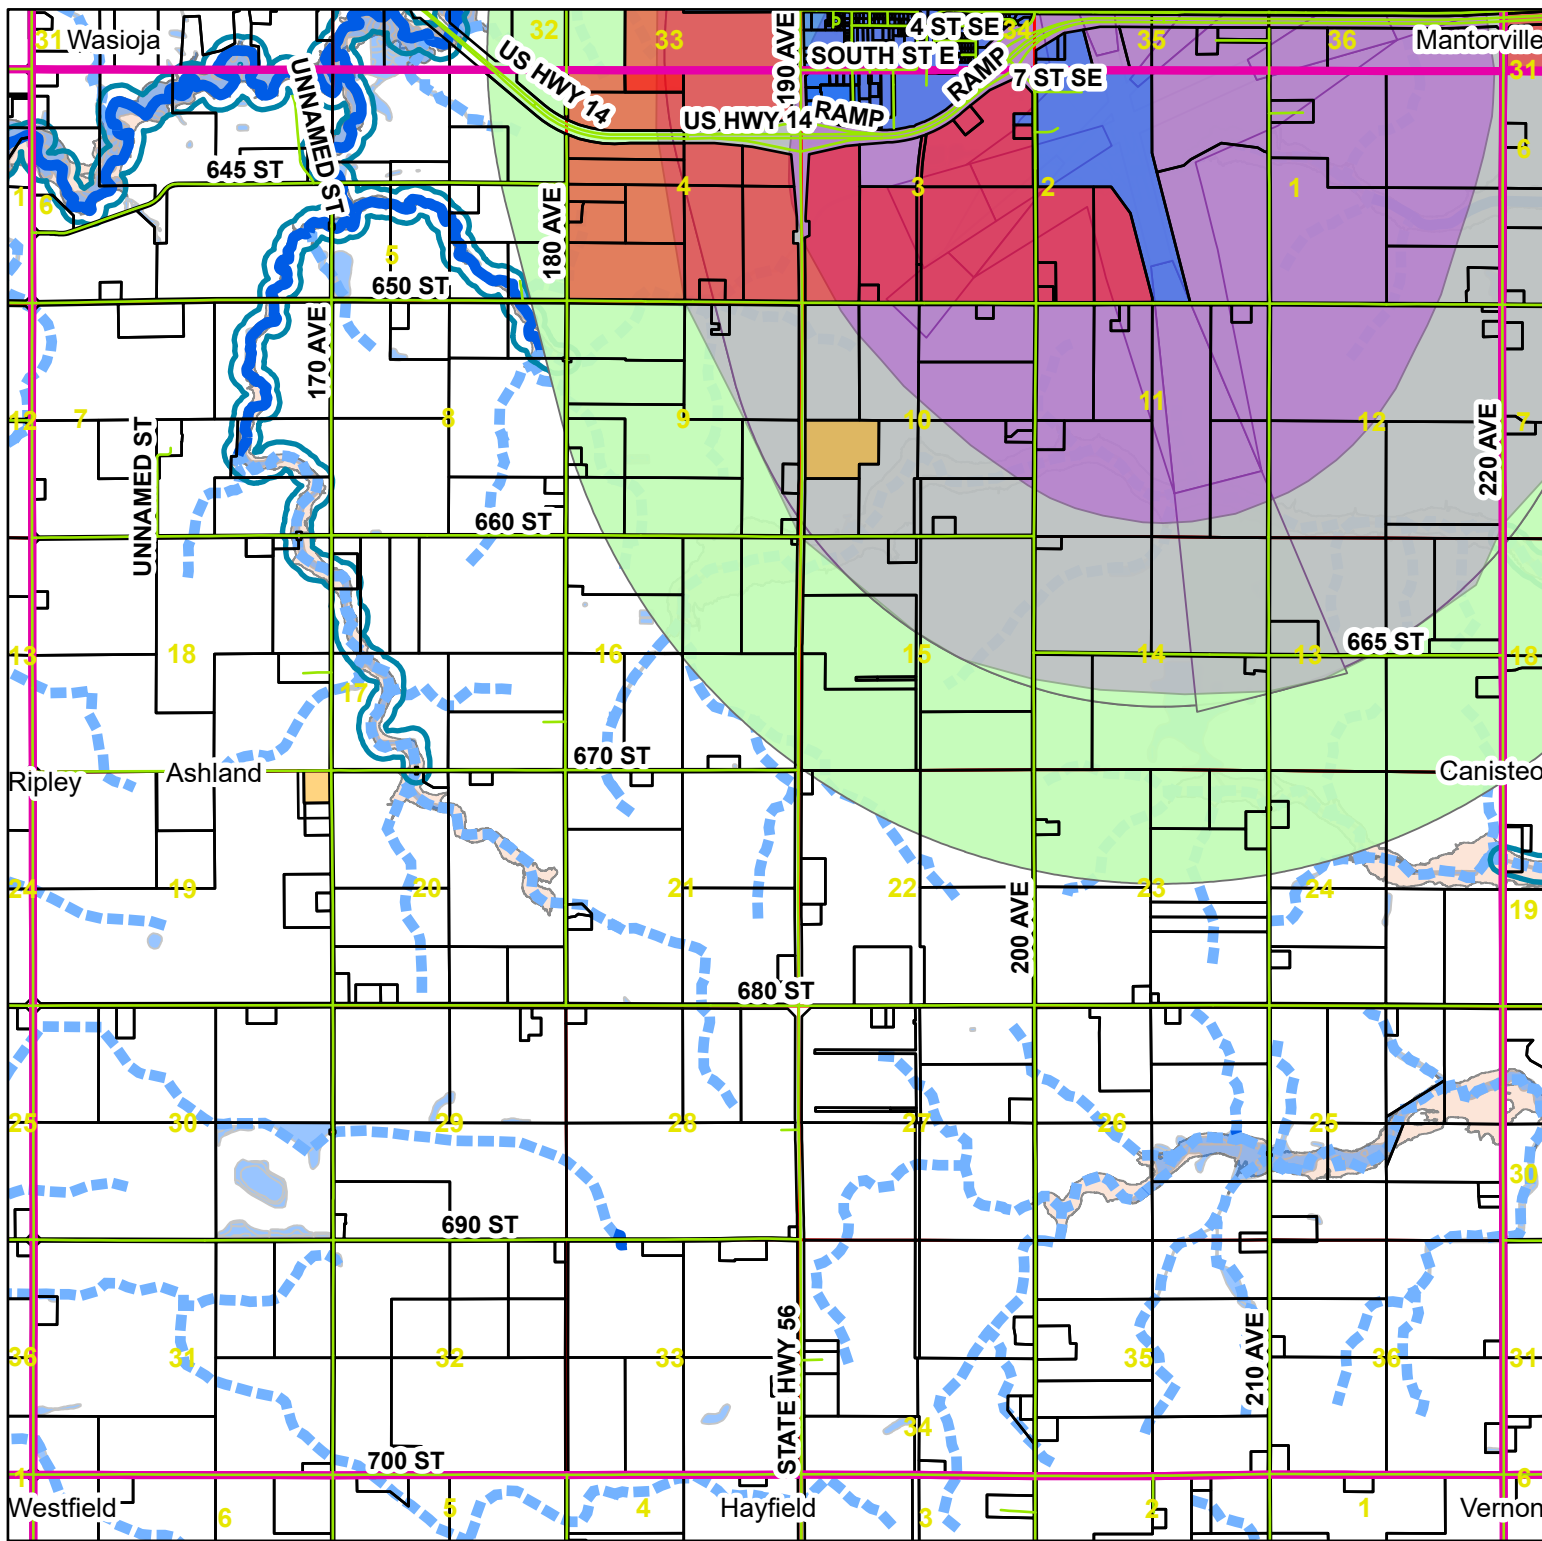 32
33
190 AVE
4 ST SE
34
31
Wasioja
35
36
Mantorville
US HWY 14
SOUTH ST E
RAMP
7 ST SE
31
UNNAMED ST
US HWY 14
RAMP
6
645 ST
1
6
180 AVE
4
3
2
1
5
650 ST
170 AVE
12
7
UNNAMED ST
8
9
10
11
12
220 AVE
7
660 ST
13
18
17
16
15
14
13
665 ST
18
670 ST
Ripley
Ashland
Canisteo
24
19
20
21
22
200 AVE
23
24
19
680 ST
25
30
29
28
27
26
25
30
690 ST
STATE HWY 56
210 AVE
36
31
32
33
34
35
36
31
700 ST
1
6
Westfield
6
5
4
Hayfield
3
2
1
Vernon